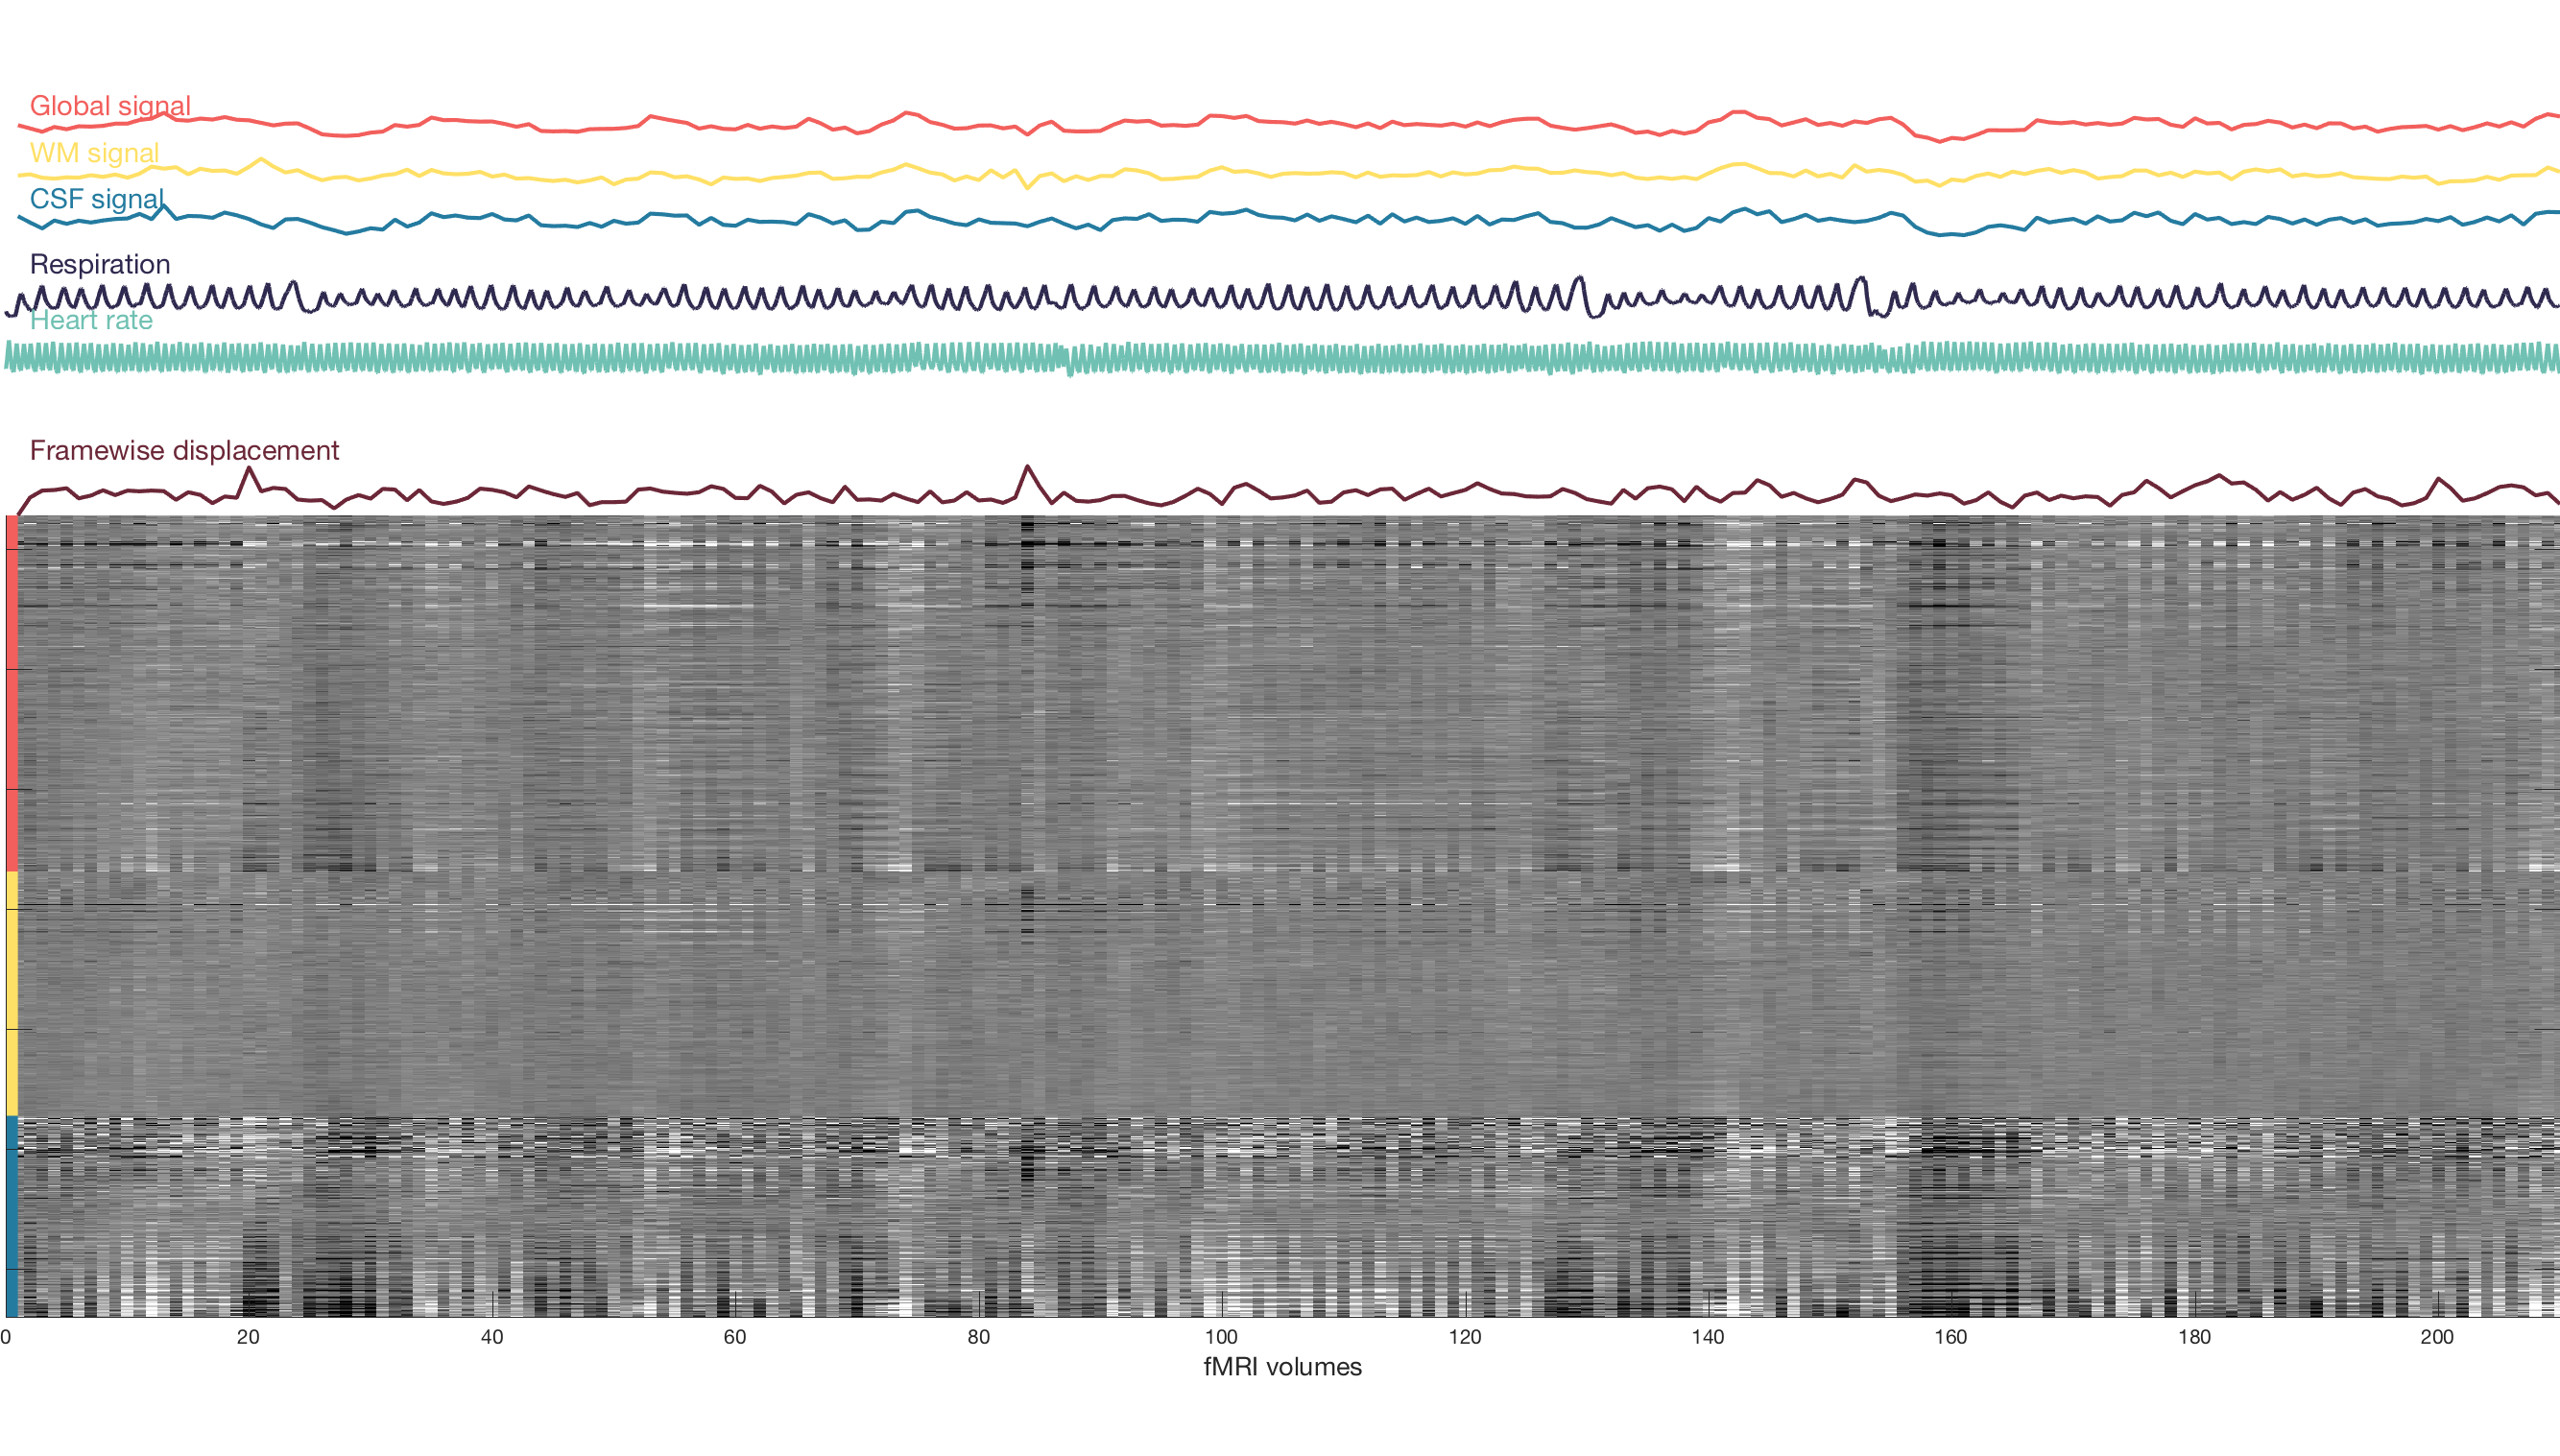 Global signal
WM signal
CSF signal
Respiration
Heart rate
Framewise displacement
0 20 40 60 80 100 120 140 160 180 200
fMRI volumes